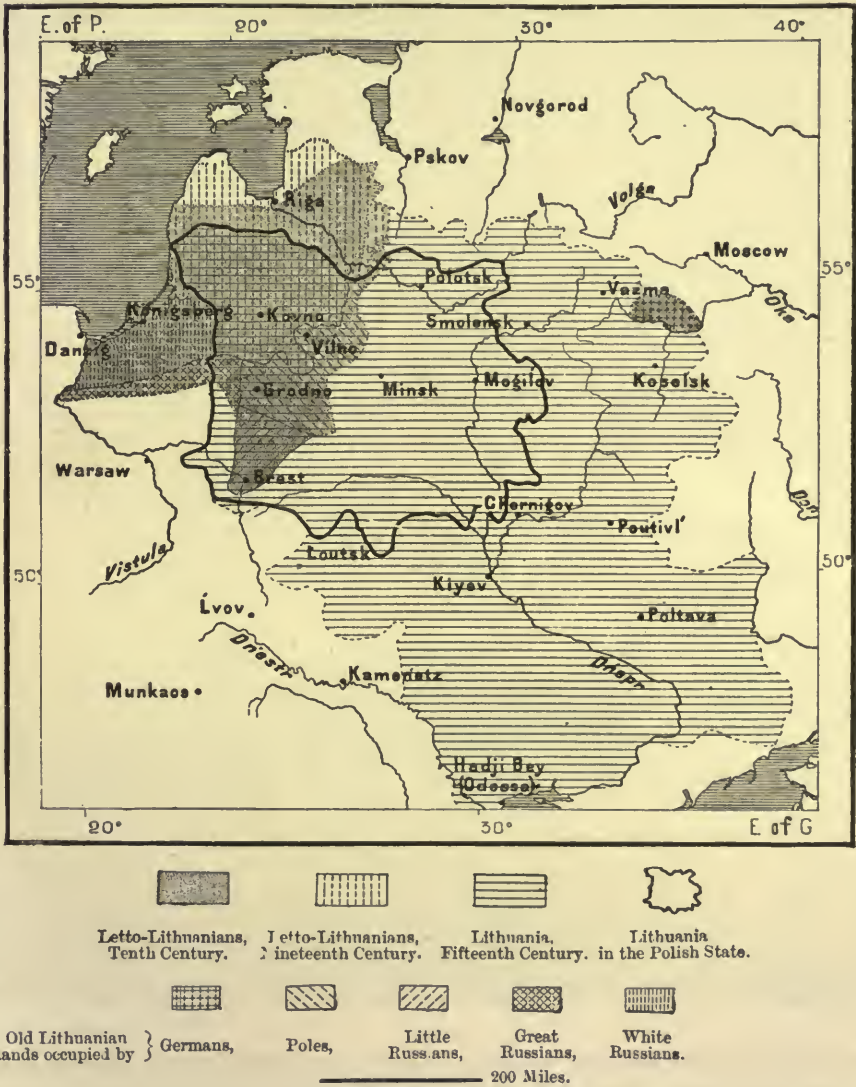 E. of P. 20° 30° 40°
Novgorod
Pskov
Riga
Volga
Moscow
55° 55°
Polotsk
Vazma
Oka
Königsperg
Kovno
Smolensk
Danzig
Vilno
Grodno
Minsk
Mogilov
Koselsk
Warsaw
Brest
Chernigov
Don
Poutivl'
Vistula
Loutsk
50° 50°
Kiyev
Lvov
Poltava
Dniestr
Dniepr
Kamenetz
Munkacs
Hadji Bey
(Odessa)
20° 30° E. of G
Letto-Lithuanians,
Tenth Century.
Letto-Lithuanians,
Nineteenth Century.
Lithuania,
Fifteenth Century.
Lithuania
in the Polish State.
Old Lithuanian
lands occupied by } Germans,
Poles,
Little
Russians,
Great
Russians,
White
Russians.
200 Miles.